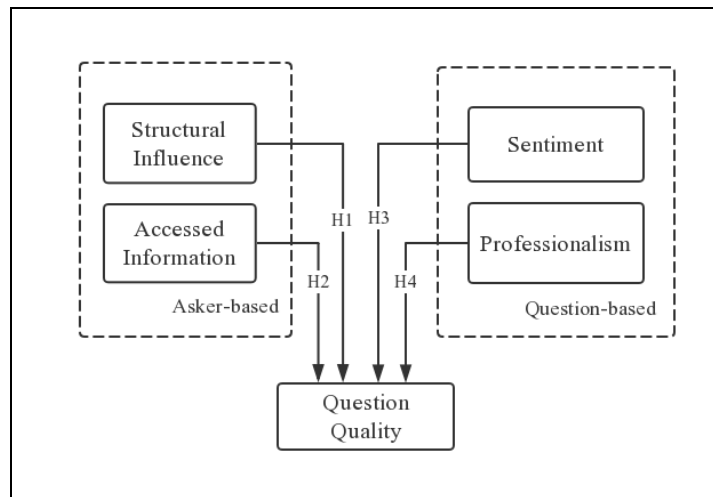 Structural
Influence
Accessed
Information
Asker-based
H1
H2
H3
H4
Sentiment
Professionalism
Question-based
Question
Quality